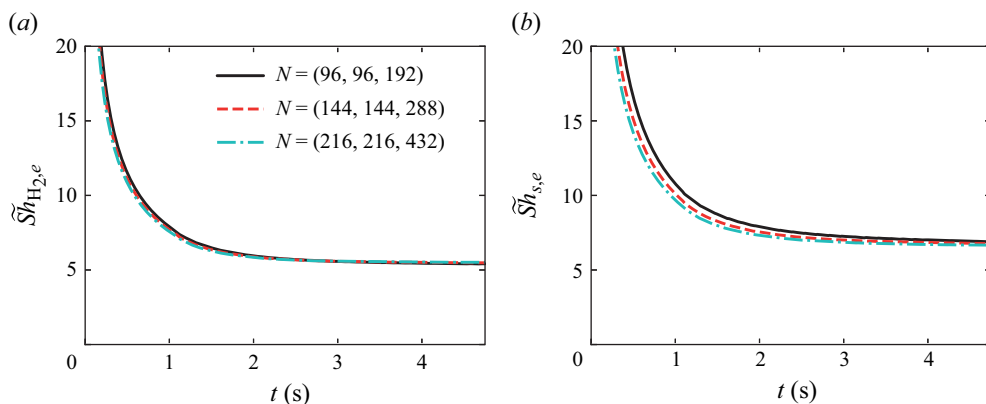 (a)
20
15
10
5
0
1
2
3
4
S̃h_{H₂,e}
t (s)
N = (96, 96, 192)
N = (144, 144, 288)
N = (216, 216, 432)
(b)
20
15
10
5
0
1
2
3
4
S̃h_{s,e}
t (s)